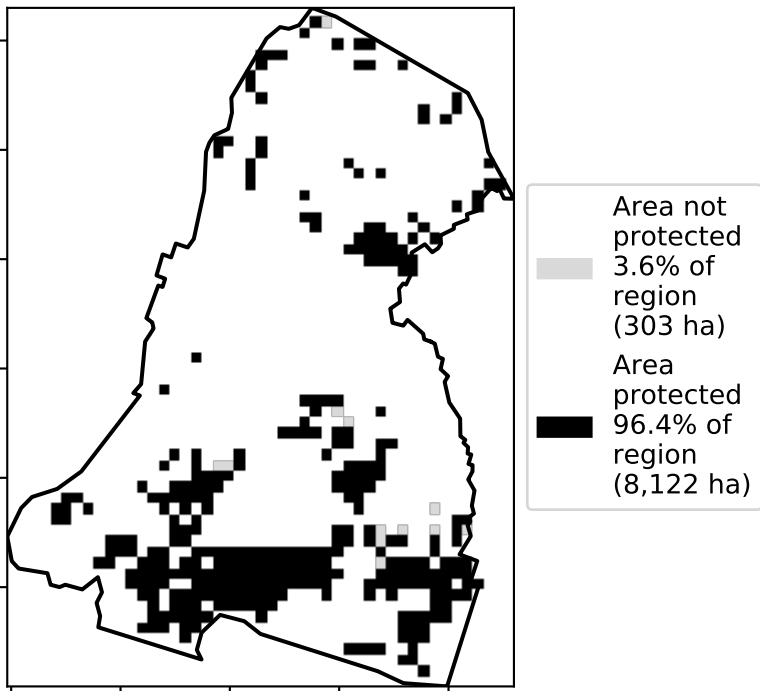 Area not
protected
3.6% of
region
(303 ha)
Area
protected
96.4% of
region
(8,122 ha)